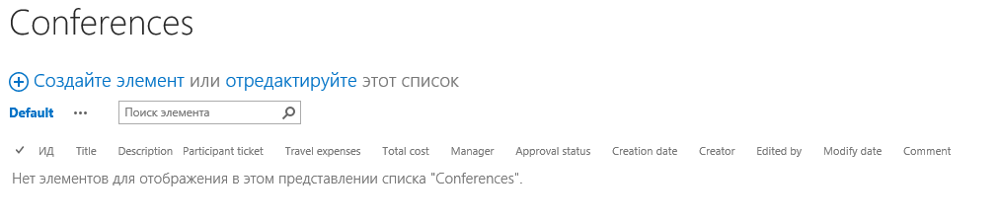 Conferences
Создайте элемент или отредактируйте этот список
Default ··· Поиск элемента
ИД Title Description Participant ticket Travel expenses Total cost Manager Approval status Creation date Creator Edited by Modify date Comment
Нет элементов для отображения в этом представлении списка "Conferences".